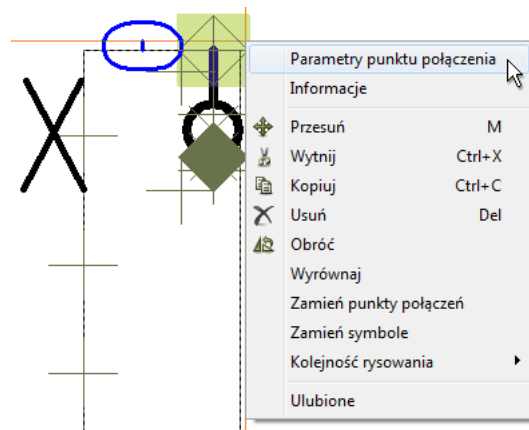 Parametry punktu połączenia
Informacje
Przesuń M
Wytnij Ctrl+X
Kopiuj Ctrl+C
Usuń Del
Obróć
Wyrównaj
Zamień punkty połączeń
Zamień symbole
Kolejność rysowania
Ulubione